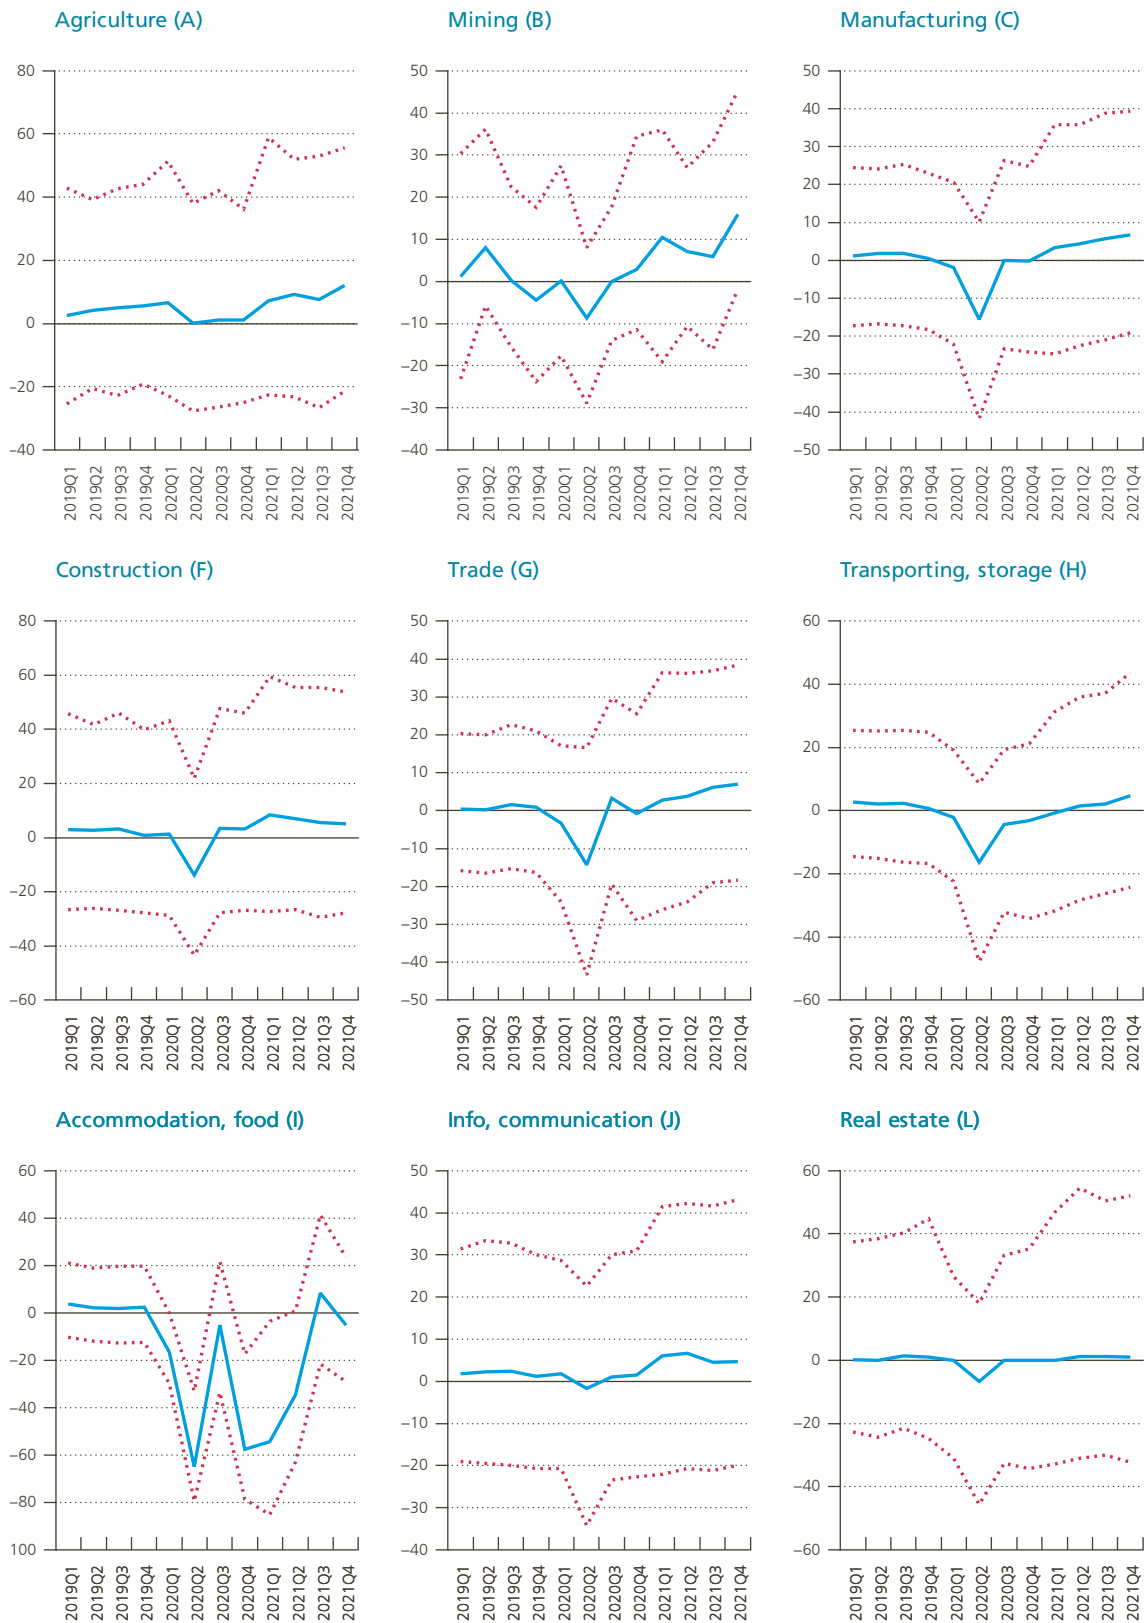 Agriculture (A)
Mining (B)
Manufacturing (C)
80
60
40
20
0
–20
–40
2019Q1
2019Q2
2019Q3
2019Q4
2020Q1
2020Q2
2020Q3
2020Q4
2021Q1
2021Q2
2021Q3
2021Q4
50
40
30
20
10
0
–10
–20
–30
–40
2019Q1
2019Q2
2019Q3
2019Q4
2020Q1
2020Q2
2020Q3
2020Q4
2021Q1
2021Q2
2021Q3
2021Q4
50
40
30
20
10
0
–10
–20
–30
–40
–50
2019Q1
2019Q2
2019Q3
2019Q4
2020Q1
2020Q2
2020Q3
2020Q4
2021Q1
2021Q2
2021Q3
2021Q4
Construction (F)
Trade (G)
Transporting, storage (H)
80
60
40
20
0
–20
–40
–60
2019Q1
2019Q2
2019Q3
2019Q4
2020Q1
2020Q2
2020Q3
2020Q4
2021Q1
2021Q2
2021Q3
2021Q4
50
40
30
20
10
0
–10
–20
–30
–40
–50
2019Q1
2019Q2
2019Q3
2019Q4
2020Q1
2020Q2
2020Q3
2020Q4
2021Q1
2021Q2
2021Q3
2021Q4
60
40
20
0
–20
–40
–60
2019Q1
2019Q2
2019Q3
2019Q4
2020Q1
2020Q2
2020Q3
2020Q4
2021Q1
2021Q2
2021Q3
2021Q4
Accommodation, food (I)
Info, communication (J)
Real estate (L)
60
40
20
0
–20
–40
–60
–80
100
2019Q1
2019Q2
2019Q3
2019Q4
2020Q1
2020Q2
2020Q3
2020Q4
2021Q1
2021Q2
2021Q3
2021Q4
50
40
30
20
10
0
–10
–20
–30
–40
2019Q1
2019Q2
2019Q3
2019Q4
2020Q1
2020Q2
2020Q3
2020Q4
2021Q1
2021Q2
2021Q3
2021Q4
60
40
20
0
–20
–40
–60
2019Q1
2019Q2
2019Q3
2019Q4
2020Q1
2020Q2
2020Q3
2020Q4
2021Q1
2021Q2
2021Q3
2021Q4